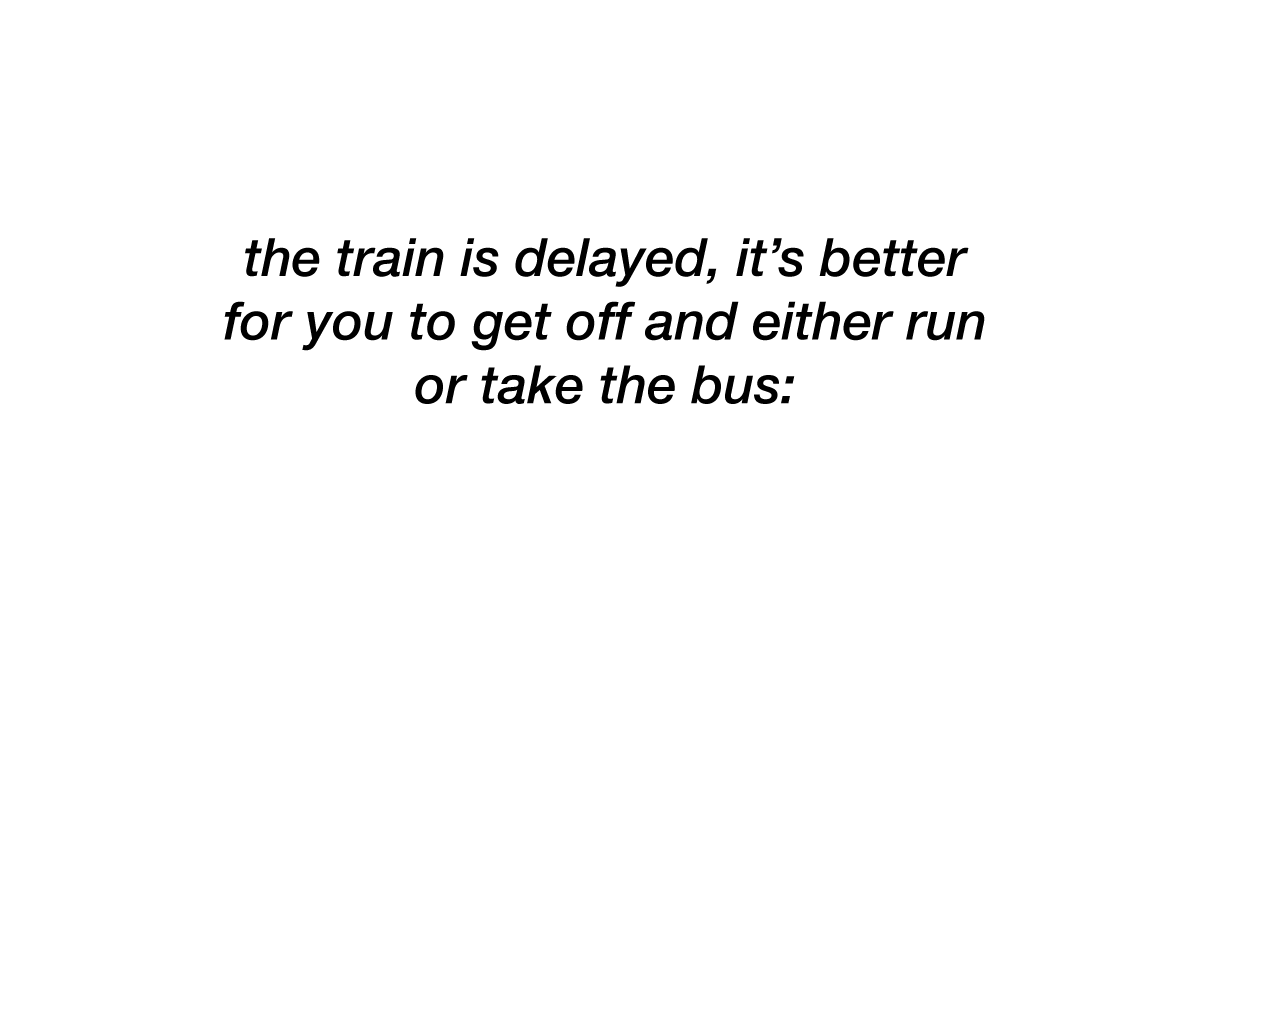 the train is delayed, it’s better
for you to get off and either run
or take the bus: